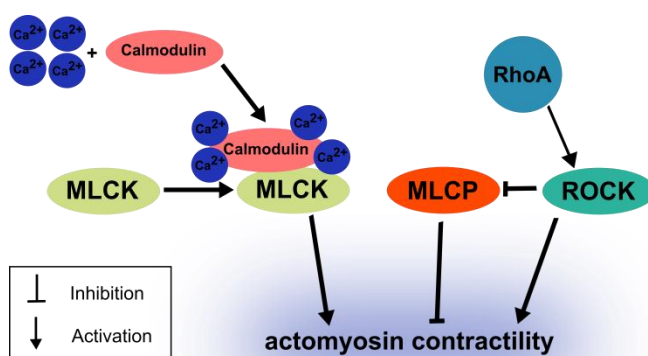 Ca2+ Ca2+
Ca2+ Ca2+
+
Calmodulin
RhoA
Ca2+
Ca2+
Calmodulin
Ca2+
Ca2+
MLCK
MLCK
MLCP
ROCK
Inhibition
Activation
actomyosin contractility